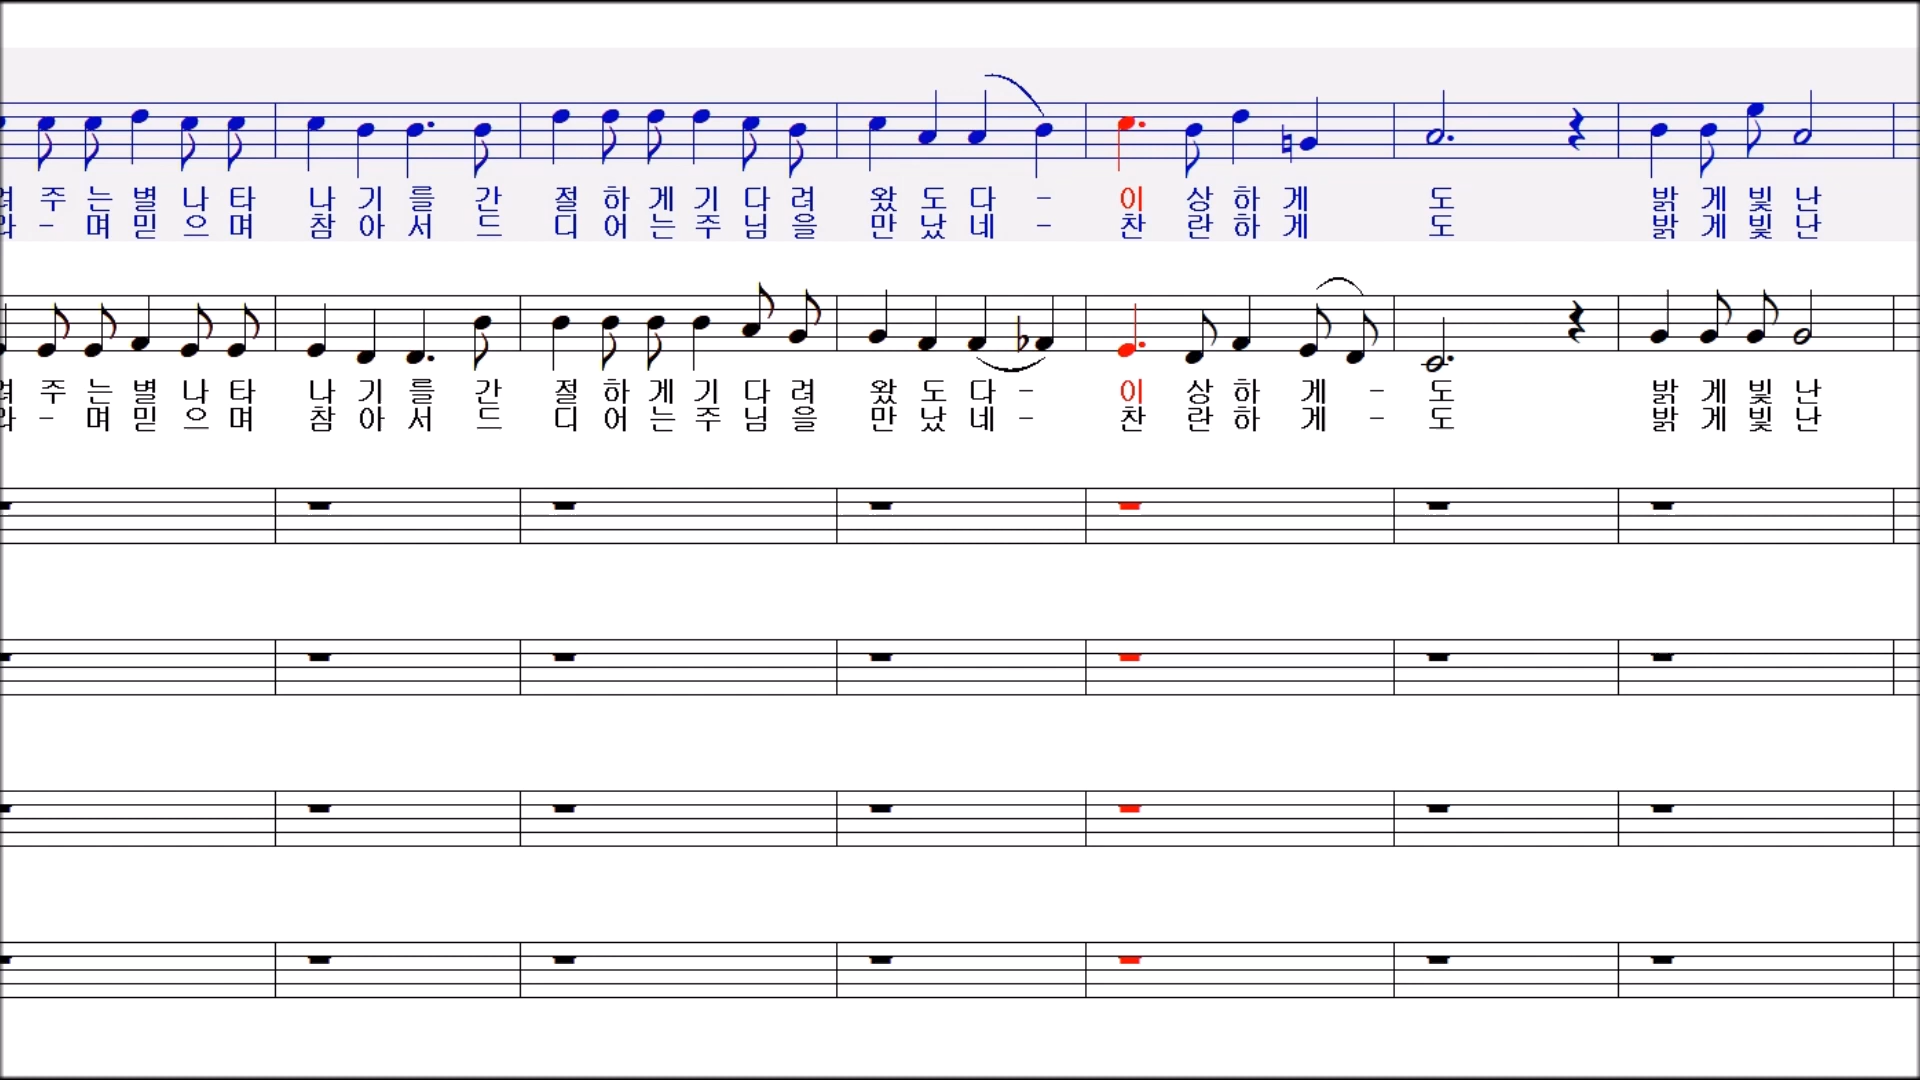 주 는 별 나 타 나 기 를 간 절 하 게 기 다 려 왔 도 다 - 이 상 하 게 도 밝 게 빛 난
- 며 믿 으 며 참 아 서 드 디 어 는 주 님 을 만 났 네 - 찬 란 하 게 도 밝 게 빛 난
주 는 별 나 타 나 기 를 간 절 하 게 기 다 려 왔 도 다 - 이 상 하 게 - 도 밝 게 빛 난
- 며 믿 으 며 참 아 서 드 디 어 는 주 님 을 만 났 네 - 찬 란 하 게 - 도 밝 게 빛 난